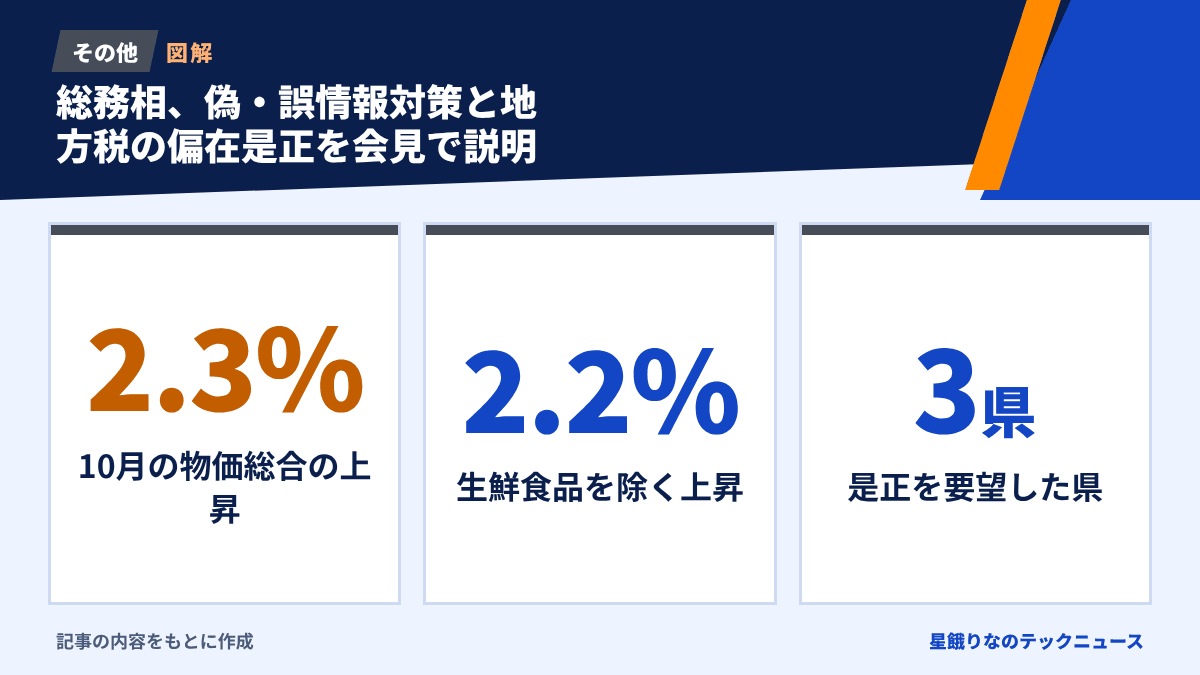 その他 図解
総務相、偽・誤情報対策と地
方税の偏在是正を会見で説明
2.3%
10月の物価総合の上
昇
2.2%
生鮮食品を除く上昇
3県
是正を要望した県
記事の内容をもとに作成
星餓りなのテックニュース